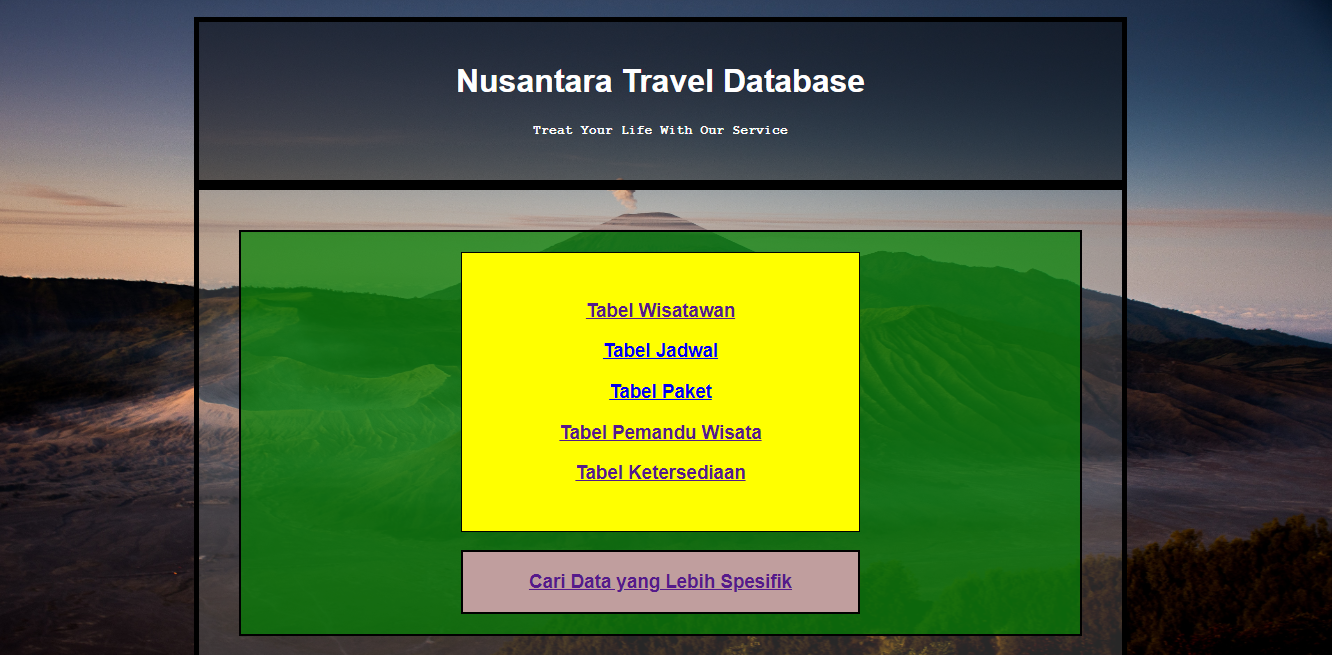 Nusantara Travel Database
Treat Your Life With Our Service
Tabel Wisatawan
Tabel Jadwal
Tabel Paket
Tabel Pemandu Wisata
Tabel Ketersediaan
Cari Data yang Lebih Spesifik